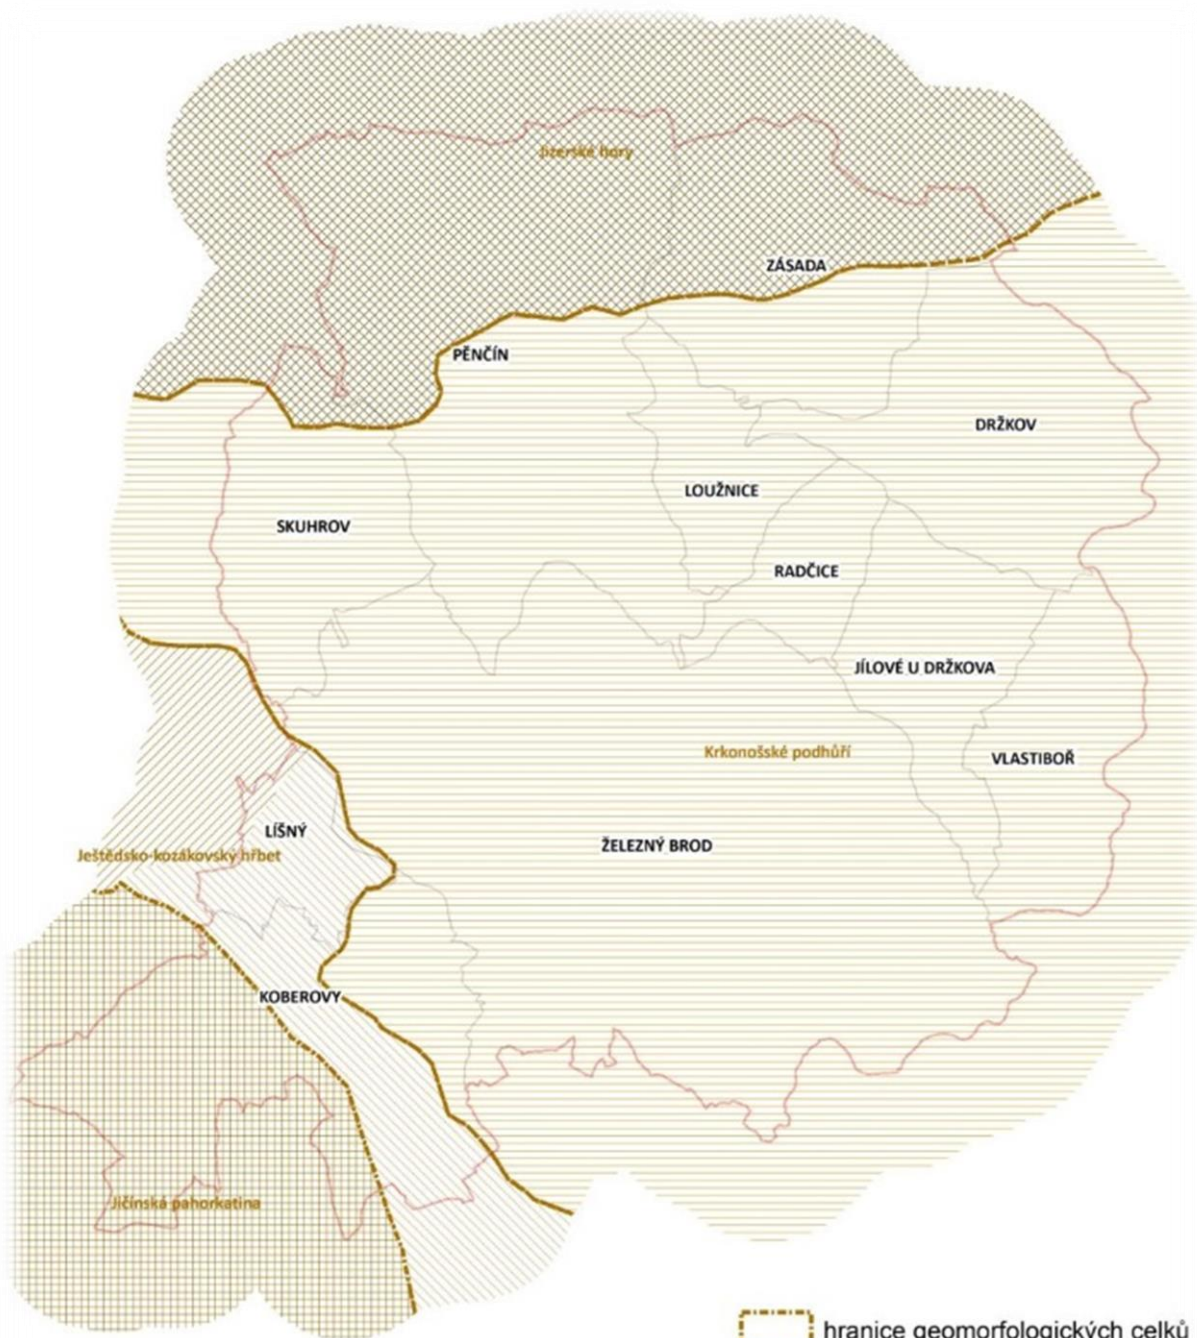 Jizerské hory
ZÁSADA
PĚNČÍN
DRŽKOV
LOUŽNICE
SKUHROV
RADČICE
JÍLOVÉ U DRŽKOVA
Krkonošské podhůří
VLASTIBOŘ
LÍŠNÝ
ŽELEZNÝ BROD
Ještědsko-kozákovský hřbet
KOBEROVY
Jičínská pahorkatina
hranice geomorfologických celků